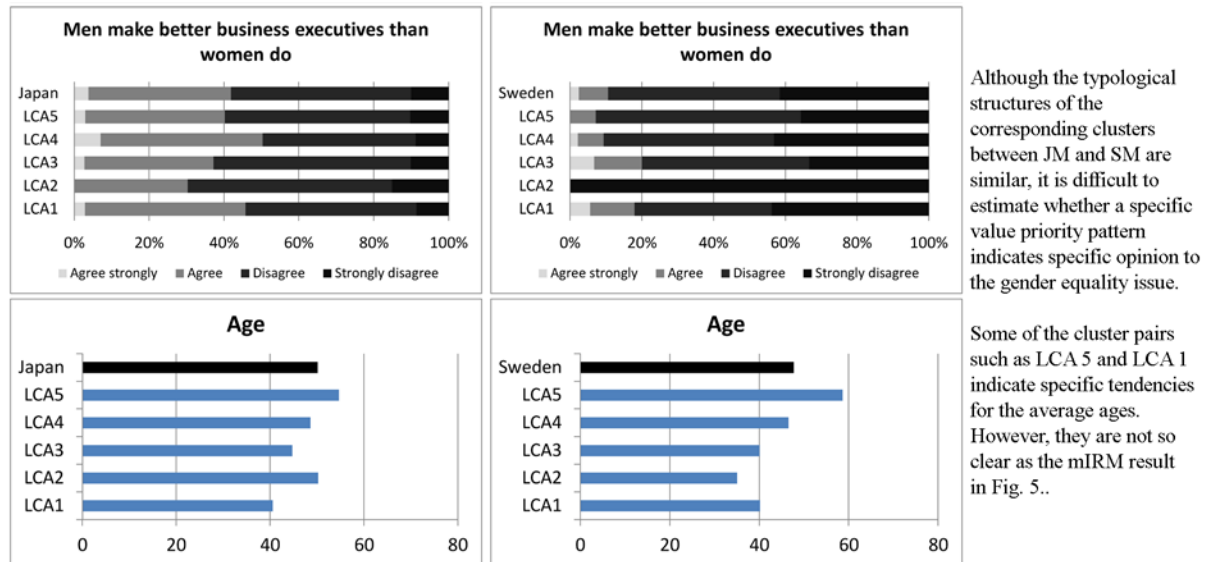 Men make better business executives than
women do
Japan
LCA5
LCA4
LCA3
LCA2
LCA1
0% 20% 40% 60% 80% 100%
Agree strongly Agree Disagree Strongly disagree
Men make better business executives than
women do
Sweden
LCA5
LCA4
LCA3
LCA2
LCA1
0% 20% 40% 60% 80% 100%
Agree strongly Agree Disagree Strongly disagree
Age
Japan
LCA5
LCA4
LCA3
LCA2
LCA1
0 20 40 60 80
Age
Sweden
LCA5
LCA4
LCA3
LCA2
LCA1
0 20 40 60 80
Although the typological
structures of the
corresponding clusters
between JM and SM are
similar, it is difficult to
estimate whether a specific
value priority pattern
indicates specific opinion to
the gender equality issue.
Some of the cluster pairs
such as LCA 5 and LCA 1
indicate specific tendencies
for the average ages.
However, they are not so
clear as the mIRM result
in Fig. 5..